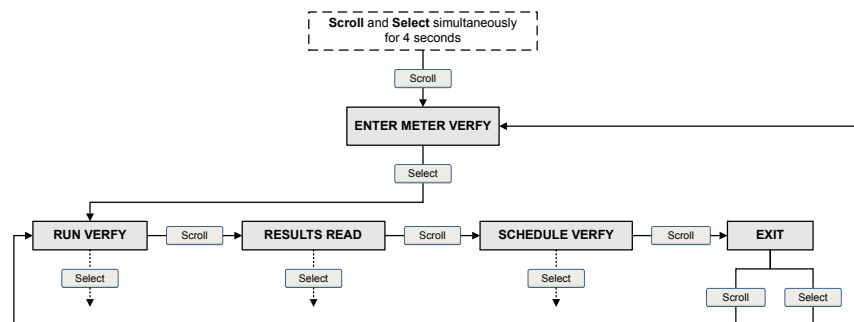 Scroll and Select simultaneously
for 4 seconds
Scroll
ENTER METER VERFY
Select
RUN VERFY
Scroll
RESULTS READ
Scroll
SCHEDULE VERFY
Scroll
EXIT
Select
Select
Select
Scroll
Select